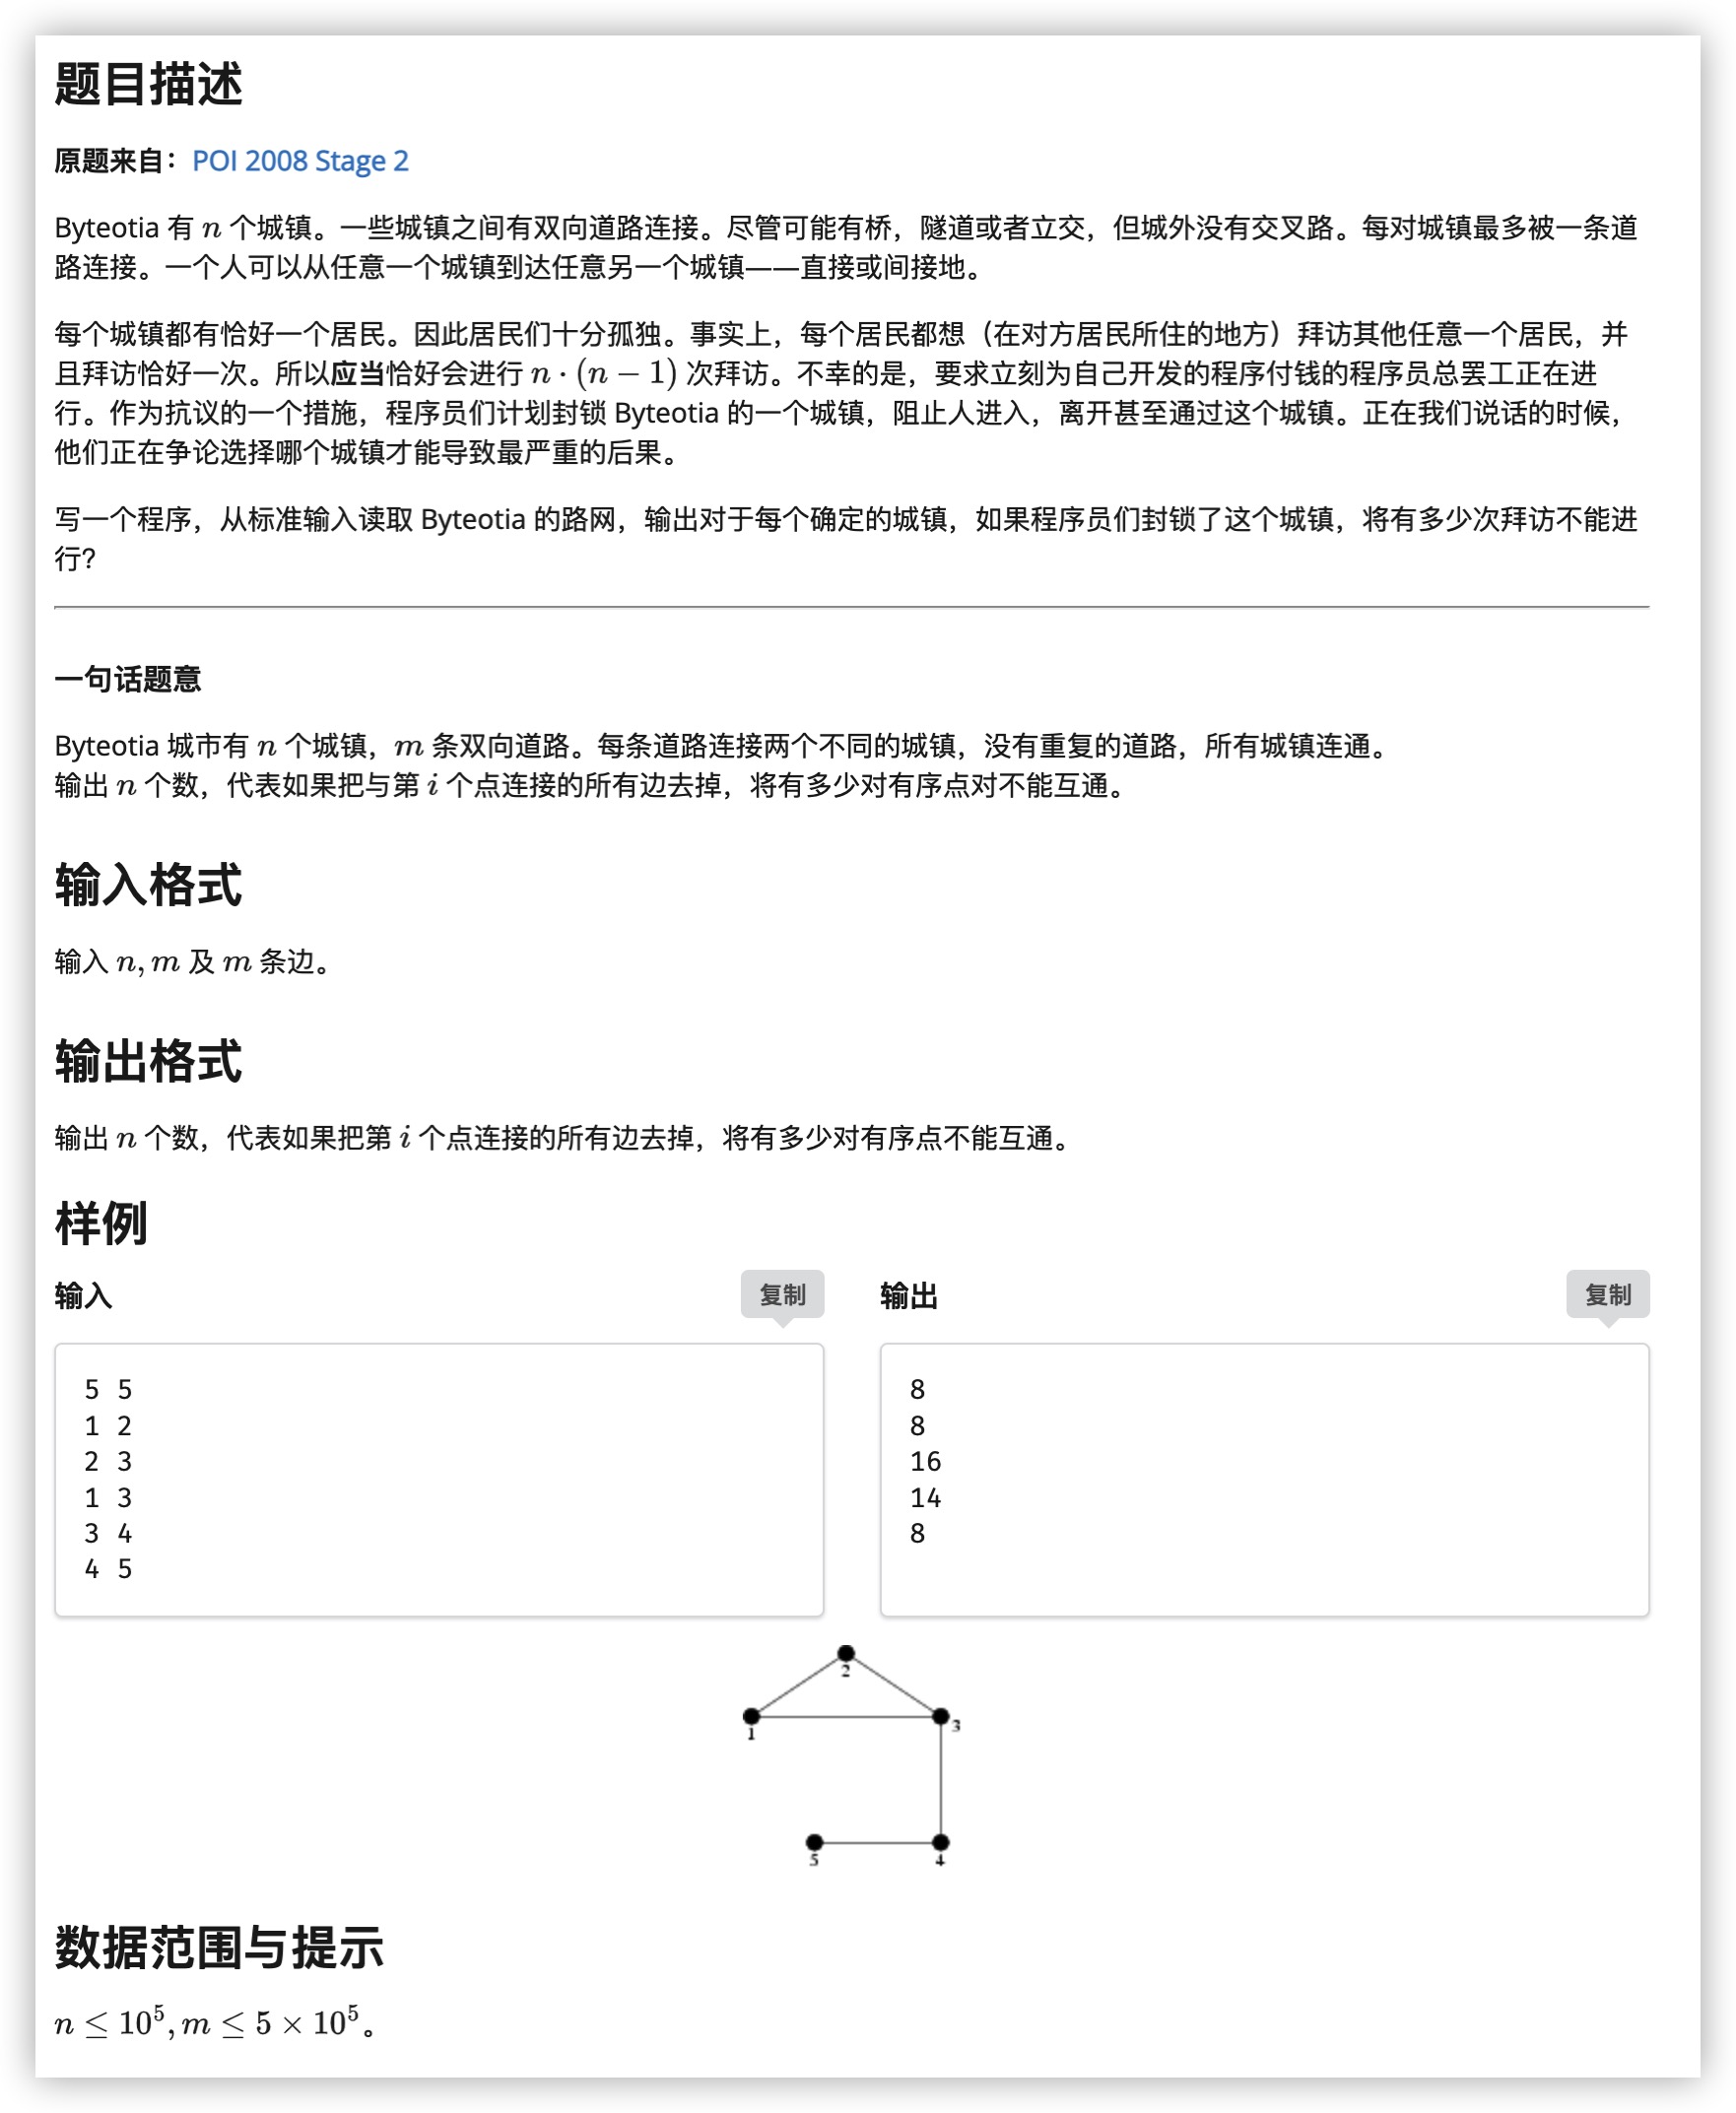 题目描述
原题来自：POI 2008 Stage 2
Byteotia 有 n 个城镇。一些城镇之间有双向道路连接。尽管可能有桥，隧道或者立交，但城外没有交叉路。每对城镇最多被一条道
路连接。一个人可以从任意一个城镇到达任意另一个城镇——直接或间接地。
每个城镇都有恰好一个居民。因此居民们十分孤独。事实上，每个居民都想（在对方居民所住的地方）拜访其他任意一个居民，并
且拜访恰好一次。所以应当恰好会进行 n · (n − 1) 次拜访。不幸的是，要求立刻为自己开发的程序付钱的程序员总罢工正在进
行。作为抗议的一个措施，程序员们计划封锁 Byteotia 的一个城镇，阻止人进入，离开甚至通过这个城镇。正在我们说话的时候，
他们正在争论选择哪个城镇才能导致最严重的后果。
写一个程序，从标准输入读取 Byteotia 的路网，输出对于每个确定的城镇，如果程序员们封锁了这个城镇，将有多少次拜访不能进
行？
一句话题意
Byteotia 城市有 n 个城镇，m 条双向道路。每条道路连接两个不同的城镇，没有重复的道路，所有城镇连通。
输出 n 个数，代表如果把与第 i 个点连接的所有边去掉，将有多少对有序点对不能互通。
输入格式
输入 n, m 及 m 条边。
输出格式
输出 n 个数，代表如果把第 i 个点连接的所有边去掉，将有多少对有序点不能互通。
样例
输入 复制
5 5
1 2
2 3
1 3
3 4
4 5
输出 复制
8
8
16
14
8
2
1 3
5 4
数据范围与提示
n ≤ 10^5, m ≤ 5 × 10^5。